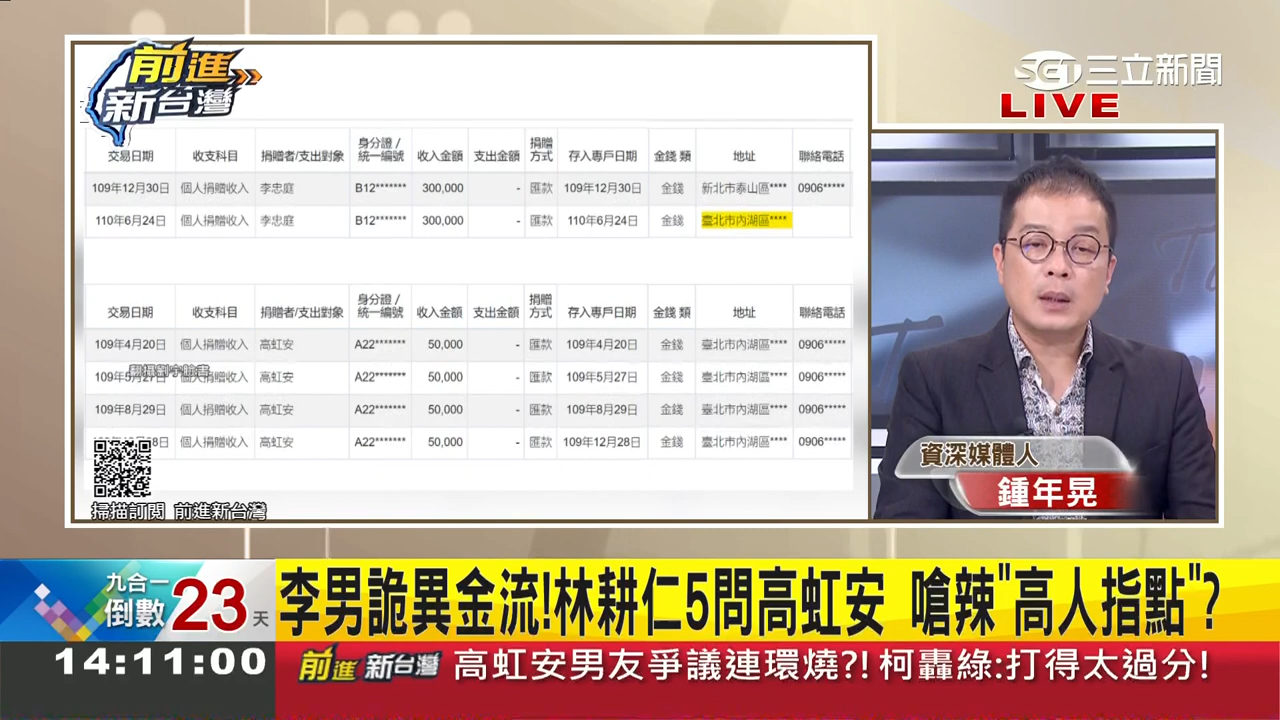 前進
新台灣
SET 三立新聞
LIVE
交易日期 收支科目 捐贈者/支出對象 身分證/統一編號 收入金額 支出金額 捐贈方式 存入專戶日期 金錢 類 地址 聯絡電話
109年12月30日 個人捐贈收入 李忠庭 B12******* 300,000 - 匯款 109年12月30日 金錢 新北市泰山區**** 0906*****
110年6月24日 個人捐贈收入 李忠庭 B12******* 300,000 - 匯款 110年6月24日 金錢 臺北市內湖區****
交易日期 收支科目 捐贈者/支出對象 身分證/統一編號 收入金額 支出金額 捐贈方式 存入專戶日期 金錢 類 地址 聯絡電話
109年4月20日 個人捐贈收入 高虹安 A22******* 50,000 - 匯款 109年4月20日 金錢 臺北市內湖區**** 0906*****
109年5月27日 個人捐贈收入 高虹安 A22******* 50,000 - 匯款 109年5月27日 金錢 臺北市內湖區**** 0906*****
109年8月29日 個人捐贈收入 高虹安 A22******* 50,000 - 匯款 109年8月29日 金錢 臺北市內湖區**** 0906*****
個人捐贈收入 高虹安 A22******* 50,000 - 匯款 109年12月28日 金錢 臺北市內湖區**** 0906*****
掃描訂閱 前進新台灣
資深媒體人
鍾年晃
九合一
倒數 23 天
李男詭異金流!林耕仁5問高虹安 嗆辣"高人指點"?
14:11:00
前進 新台灣 高虹安男友爭議連環燒?!柯轟綠:打得太過分!